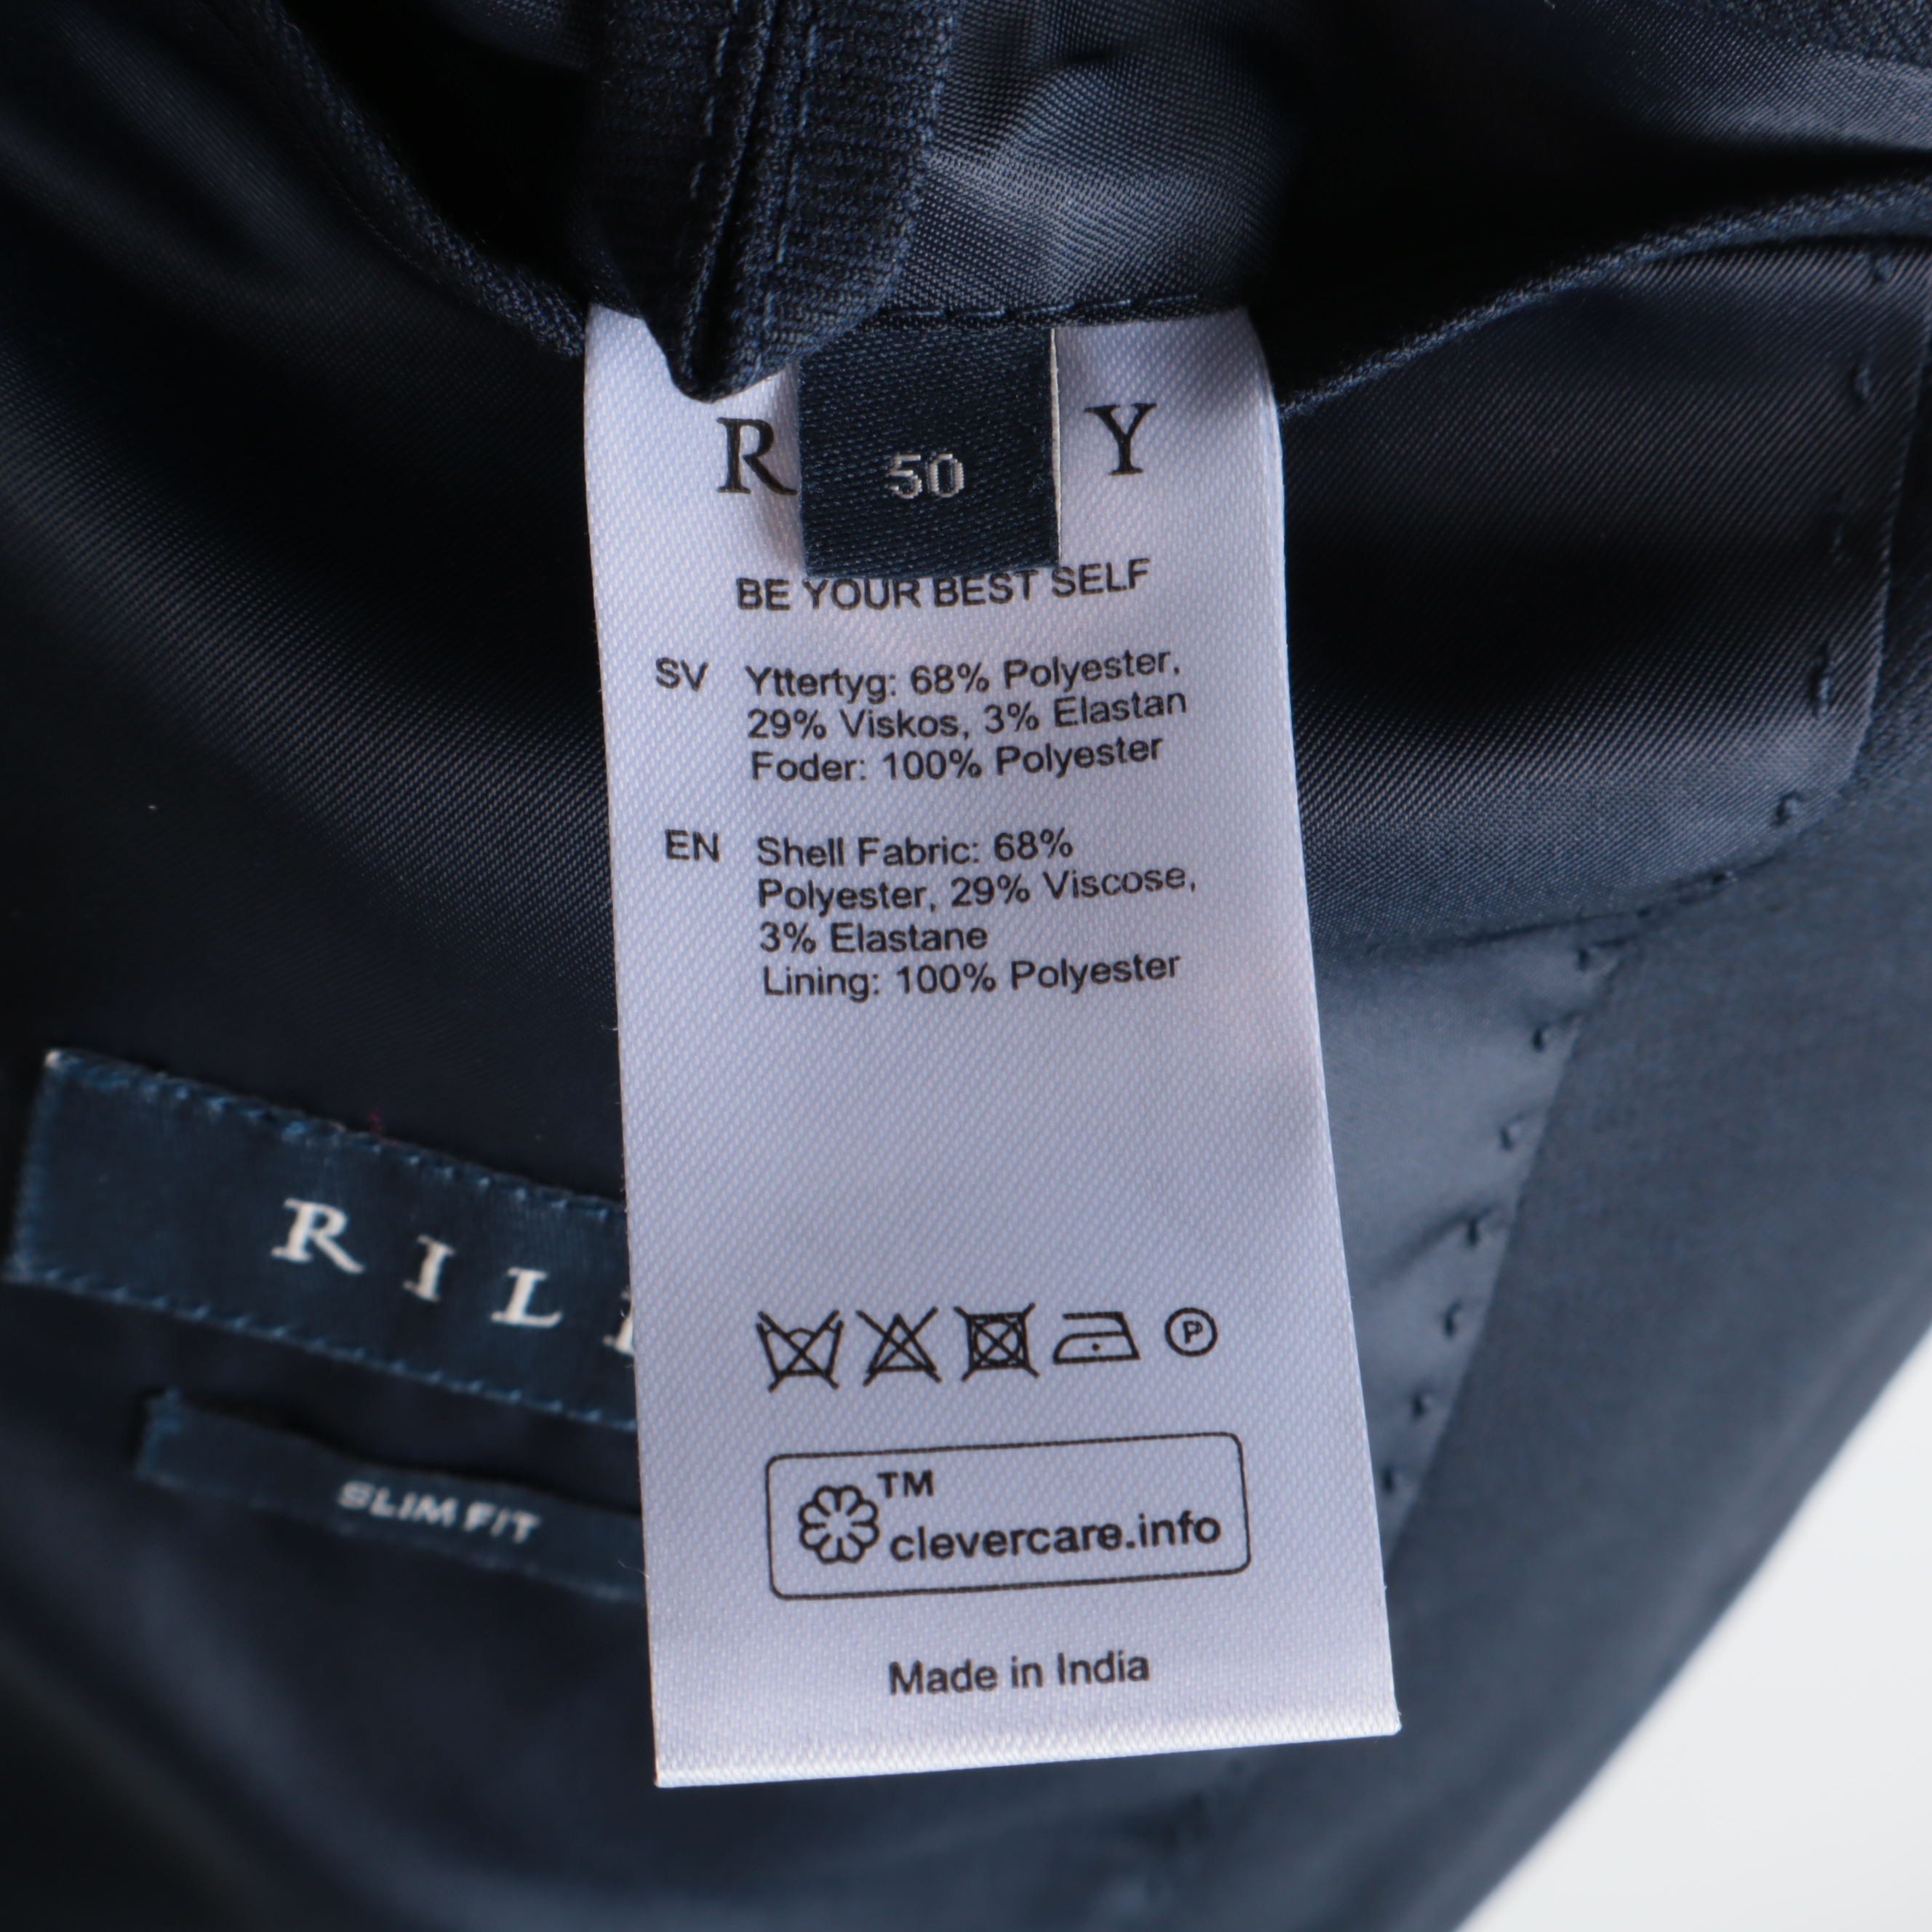 R Y
50
BE YOUR BEST SELF
SV Yttertyg: 68% Polyester,
29% Viskos, 3% Elastan
Foder: 100% Polyester
EN Shell Fabric: 68%
Polyester, 29% Viscose,
3% Elastane
Lining: 100% Polyester
P
TM
clevercare.info
Made in India
RIL
SLIM FIT